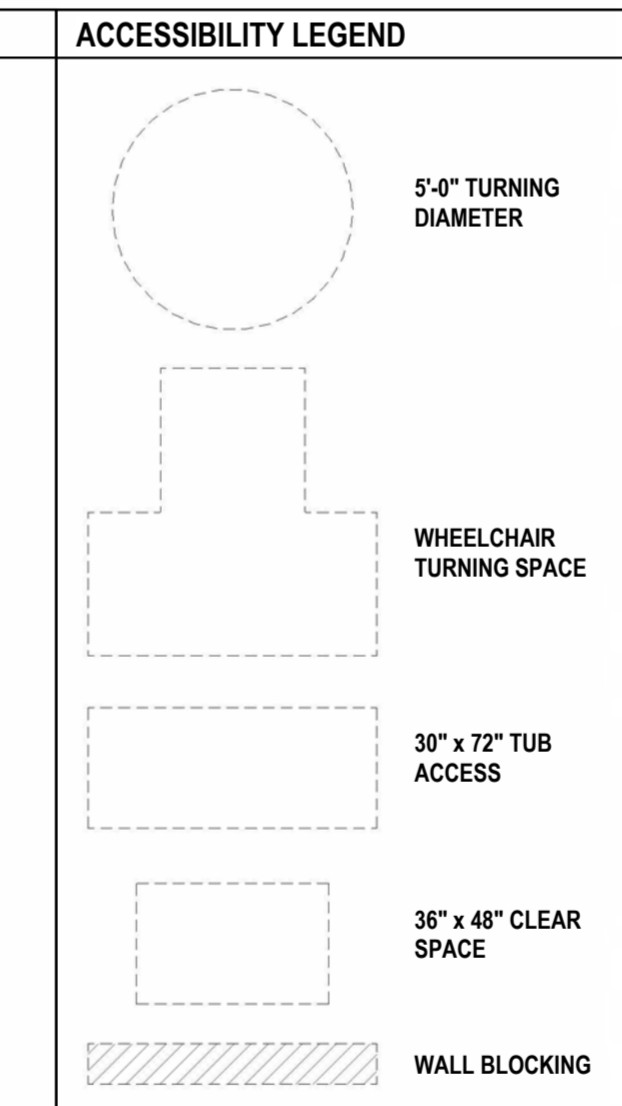 ACCESSIBILITY LEGEND
5'-0" TURNING
DIAMETER
WHEELCHAIR
TURNING SPACE
30" x 72" TUB
ACCESS
36" x 48" CLEAR
SPACE
WALL BLOCKING